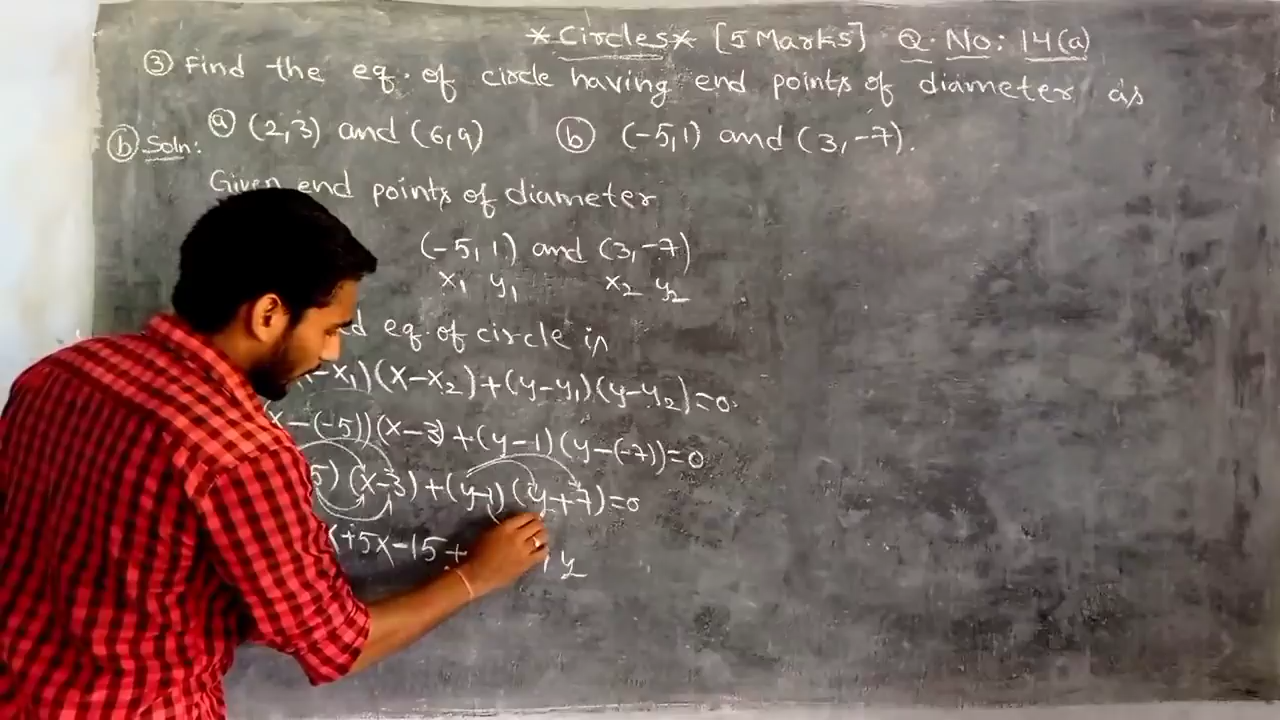 *Circles* [5 Marks] Q. No: 14(a)
③ Find the eq. of circle having end points of diameter as
ⓐ (2,3) and (6,9) ⓑ (-5,1) and (3,-7).
ⓑ Soln:
Given end points of diameter
(-5,1) and (3,-7)
x₁ y₁ x₂ y₂
eq. of circle is
-x₁)(x-x₂)+(y-y₁)(y-y₂)=0.
x-(-5))(x-3)+(y-1)(y-(-7))=0
5)(x-3)+(y-1)(y+7)=0
x+5x-15+ y